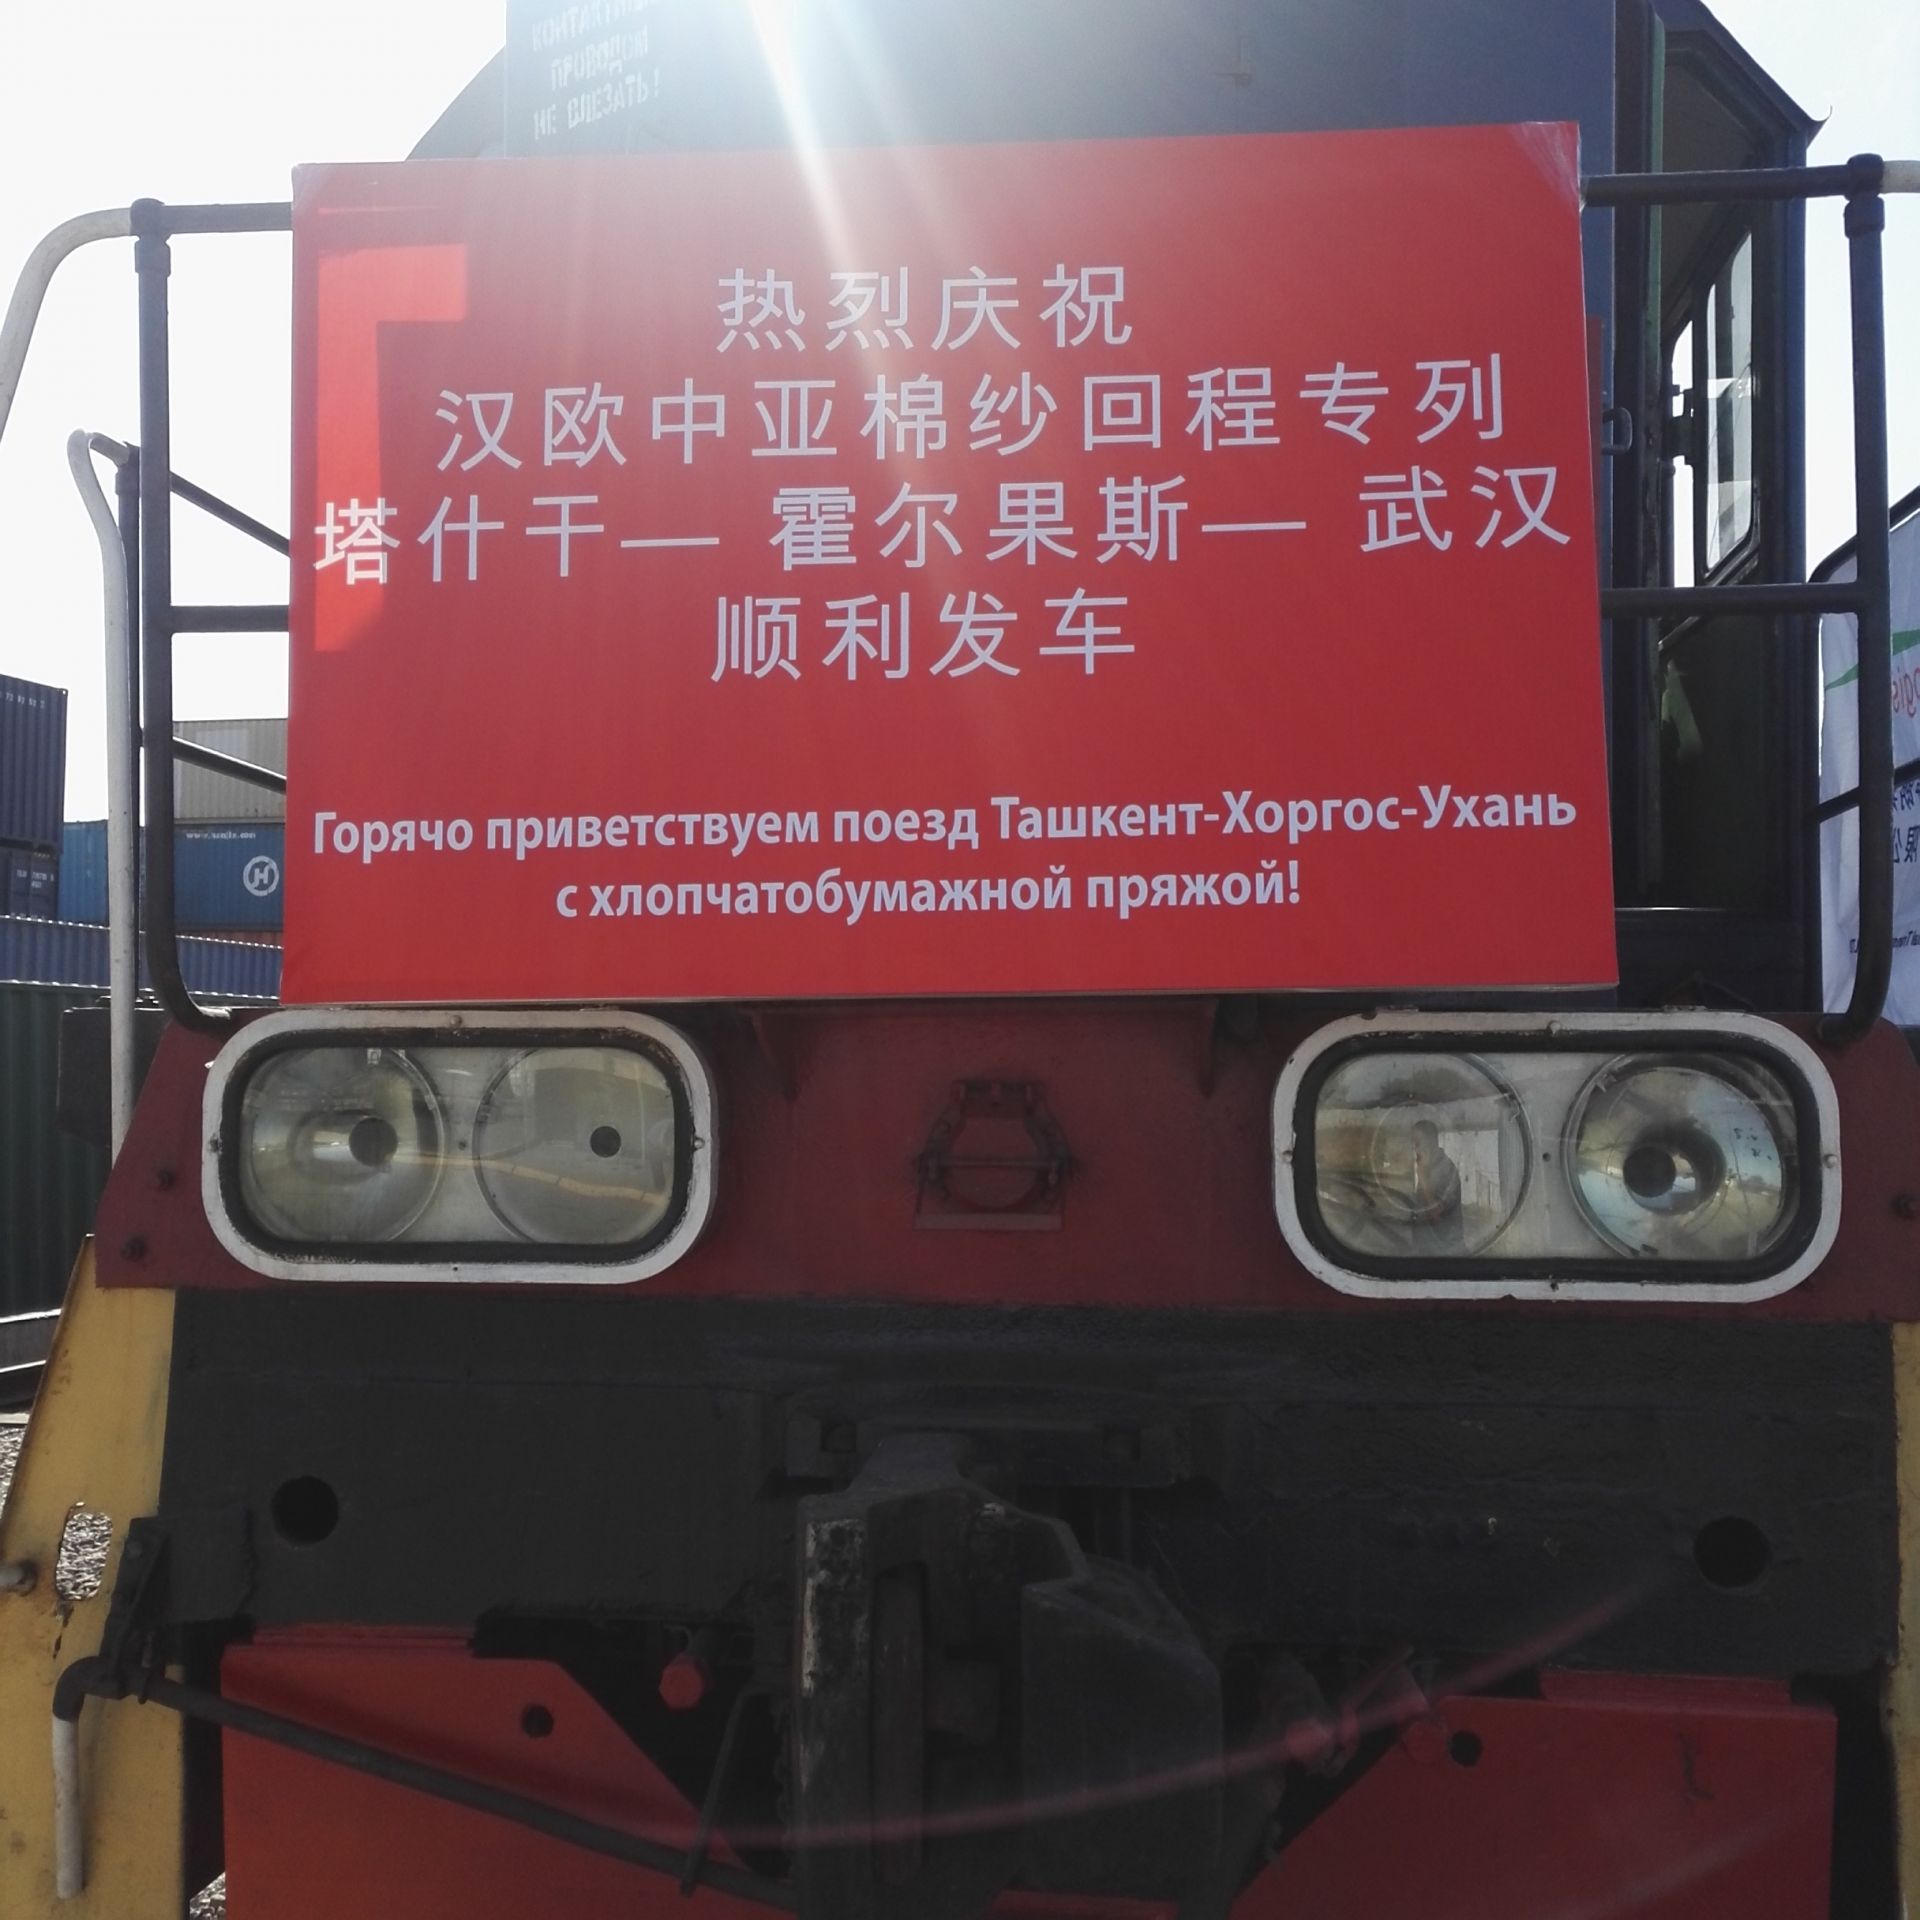 ПРОВОДОМ
НЕ ВЛЕЗАТЬ!
热烈庆祝
汉欧中亚棉纱回程专列
塔什干— 霍尔果斯— 武汉
顺利发车
Горячо приветствуем поезд Ташкент-Хоргос-Ухань
с хлопчатобумажной пряжой!